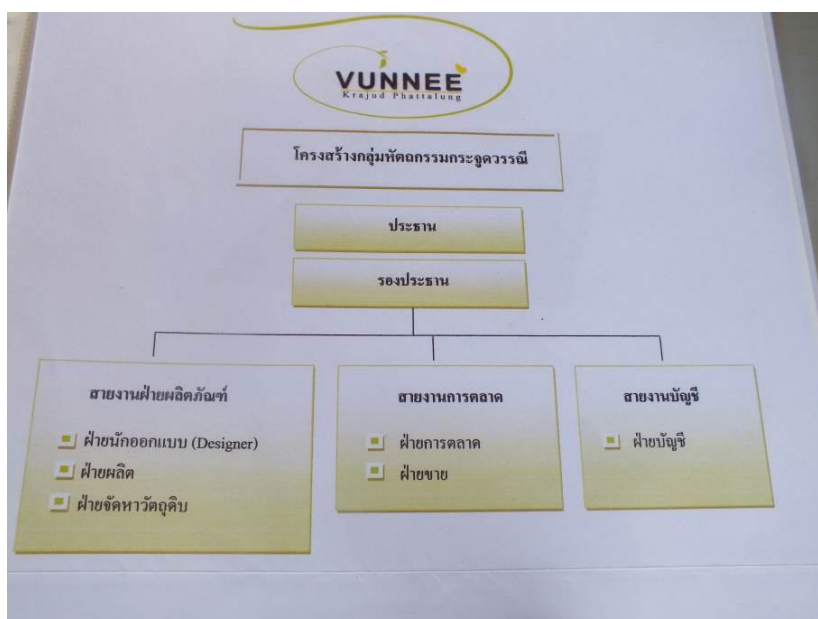 VUNNEE
Krajud Phattalung
โครงสร้างกลุ่มหัตถกรรมกระจูดวรรณี
ประธาน
รองประธาน
สายงานฝ่ายผลิตภัณฑ์
ฝ่ายนักออกแบบ (Designer)
ฝ่ายผลิต
ฝ่ายจัดหาวัตถุดิบ
สายงานการตลาด
ฝ่ายการตลาด
ฝ่ายขาย
สายงานบัญชี
ฝ่ายบัญชี